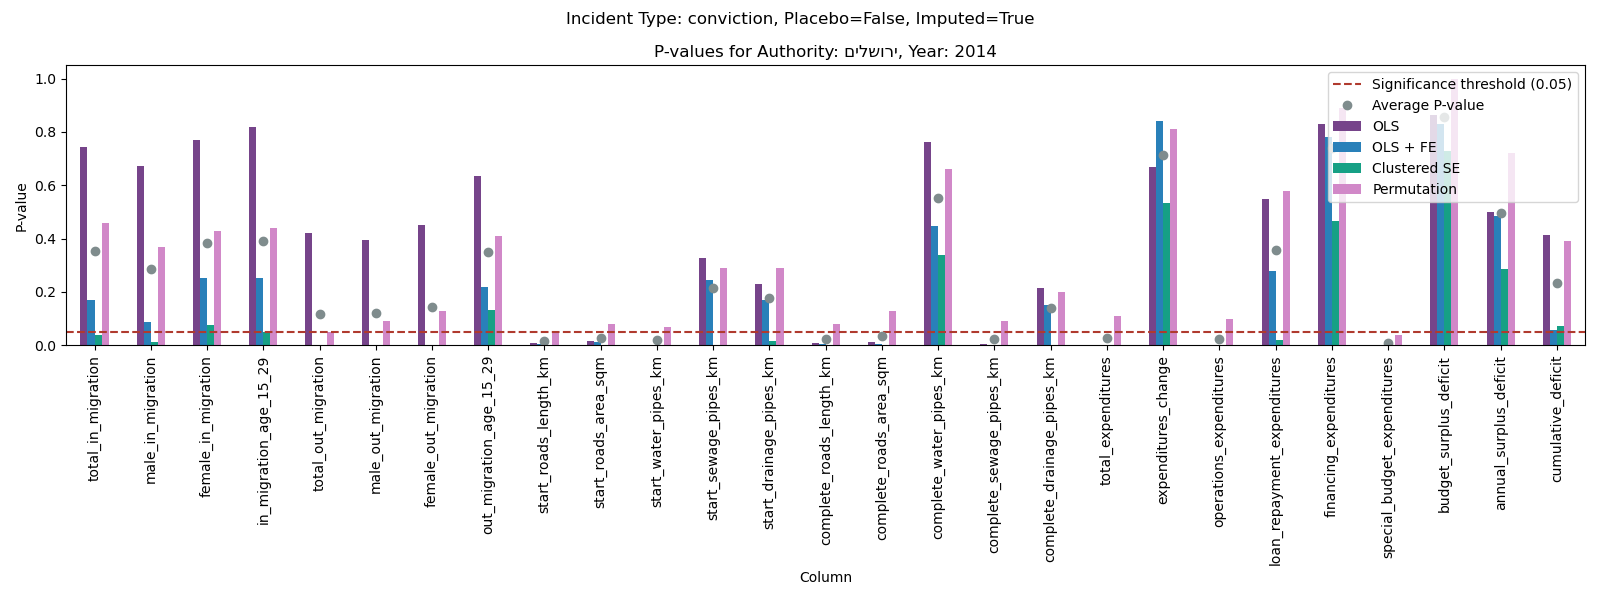 Incident Type: conviction, Placebo=False, Imputed=True
P-values for Authority: ירושלים, Year: 2014
Significance threshold (0.05)
Average P-value
OLS
OLS + FE
Clustered SE
Permutation
P-value
1.0
0.8
0.6
0.4
0.2
0.0
total_in_migration
male_in_migration
female_in_migration
in_migration_age_15_29
total_out_migration
male_out_migration
female_out_migration
out_migration_age_15_29
start_roads_length_km
start_roads_area_sqm
start_water_pipes_km
start_sewage_pipes_km
start_drainage_pipes_km
complete_roads_length_km
complete_roads_area_sqm
complete_water_pipes_km
complete_sewage_pipes_km
complete_drainage_pipes_km
total_expenditures
expenditures_change
operations_expenditures
loan_repayment_expenditures
financing_expenditures
special_budget_expenditures
budget_surplus_deficit
annual_surplus_deficit
cumulative_deficit
Column